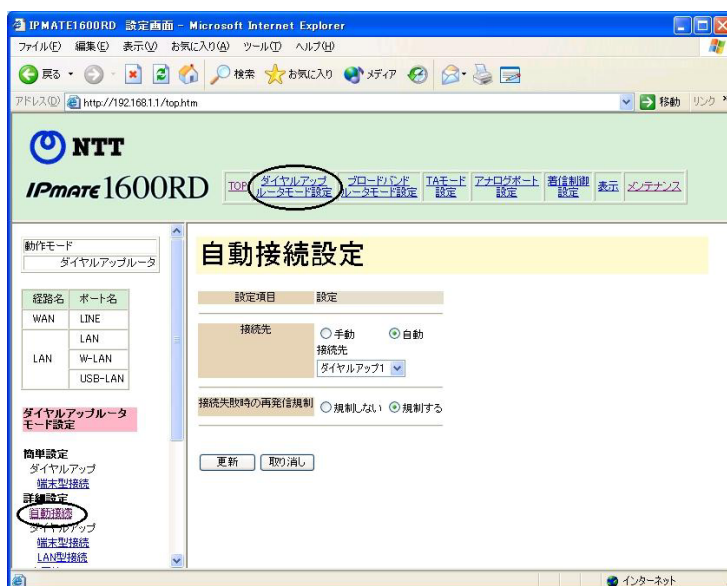 IPMATE1600RD 設定画面 - Microsoft Internet Explorer
ファイル(F) 編集(E) 表示(V) お気に入り(A) ツール(T) ヘルプ(H)
戻る 検索 お気に入り メディア
アドレス(D) http://192.168.1.1/top.htm 移動 リンク
NTT
IPMATE1600RD
TOP
ダイヤルアップ
ルータモード設定
ブロードバンド
ルータモード設定
TAモード
設定
アナログポート
設定
着信制御
設定
表示
メンテナンス
動作モード
ダイヤルアップルータ
経路名 ポート名
WAN LINE
LAN
LAN W-LAN
USB-LAN
ダイヤルアップルータ
モード設定
簡単設定
ダイヤルアップ
端末型接続
詳細設定
自動接続
ダイヤルアップ
端末型接続
LAN型接続
自動接続設定
設定項目 設定
接続先 手動 自動
接続先
ダイヤルアップ1
接続失敗時の再発信規制 規制しない 規制する
更新 取り消し
インターネット